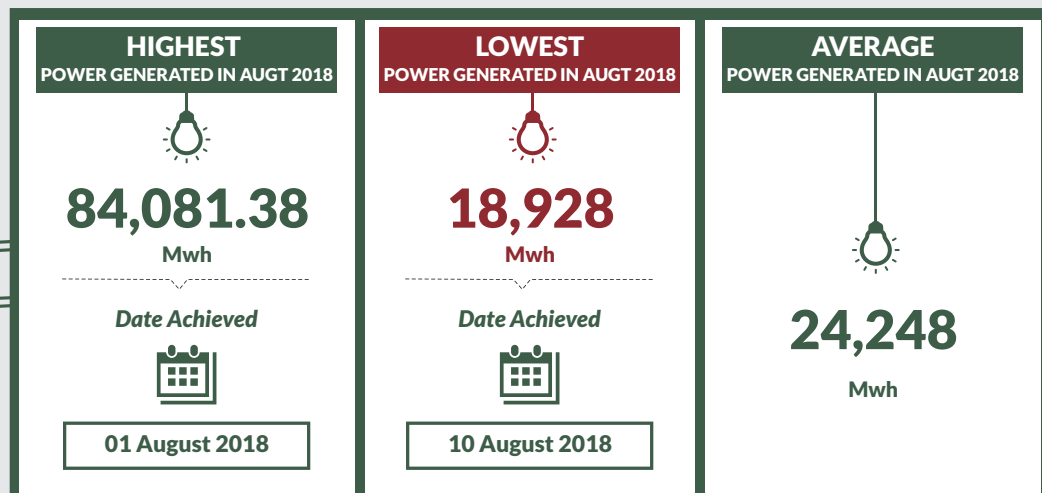 HIGHEST
POWER GENERATED IN AUGT 2018
84,081.38
Mwh
Date Achieved
01 August 2018
LOWEST
POWER GENERATED IN AUGT 2018
18,928
Mwh
Date Achieved
10 August 2018
AVERAGE
POWER GENERATED IN AUGT 2018
24,248
Mwh